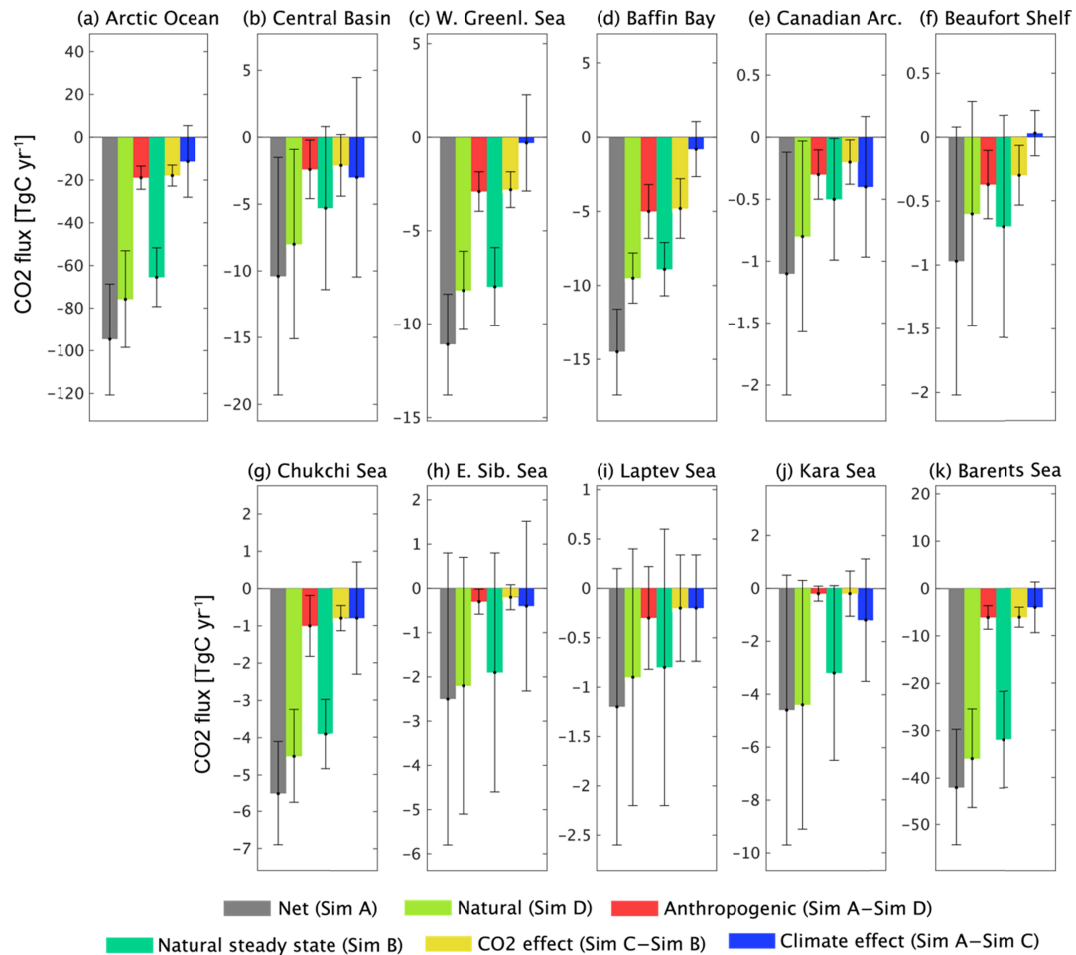 (a) Arctic Ocean (b) Central Basin (c) W. Greenl. Sea (d) Baffin Bay (e) Canadian Arc. (f) Beaufort Shelf
CO2 flux [TgC yr-1]
40 20 0 −20 −40 −60 −80 −100 −120
5 0 −5 −10 −15 −20
5 0 −5 −10 −15
5 0 −5 −10 −15
0.5 0 −0.5 −1 −1.5 −2
0.5 0 −0.5 −1 −1.5 −2
(g) Chukchi Sea (h) E. Sib. Sea (i) Laptev Sea (j) Kara Sea (k) Barents Sea
CO2 flux [TgC yr-1]
2 1 0 −1 −2 −3 −4 −5 −6 −7
2 1 0 −1 −2 −3 −4 −5 −6
1 0.5 0 −0.5 −1 −1.5 −2 −2.5
2 0 −2 −4 −6 −8 −10
20 10 0 −10 −20 −30 −40 −50
Net (Sim A) Natural (Sim D) Anthropogenic (Sim A−Sim D)
Natural steady state (Sim B) CO2 effect (Sim C−Sim B) Climate effect (Sim A−Sim C)